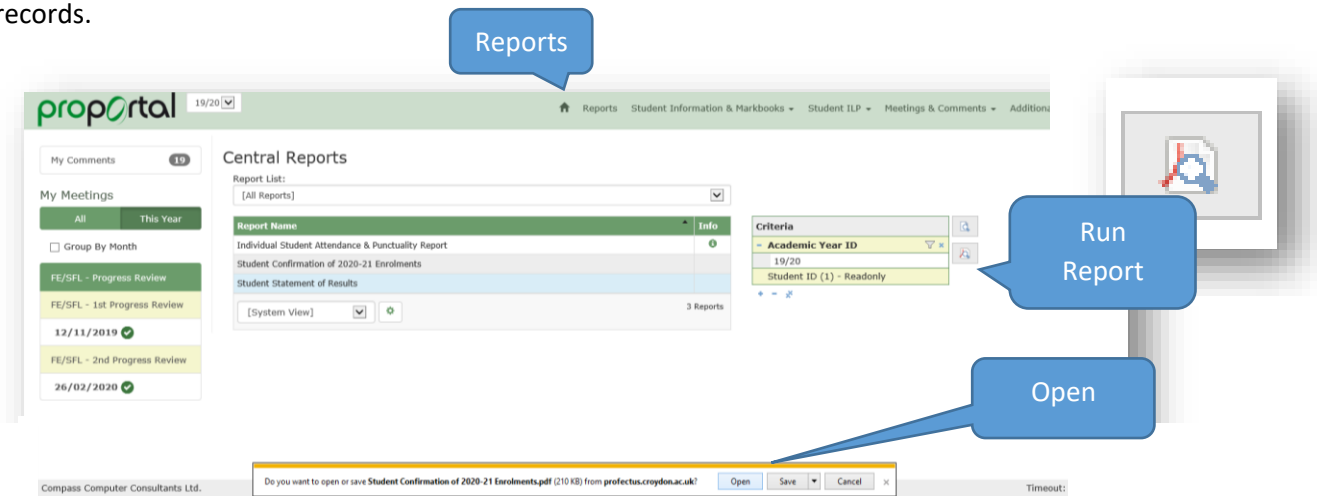 records.
Reports
proportal
19/20
Reports Student Information & Markbooks Student ILP Meetings & Comments Additiona
My Comments 19
My Meetings
All This Year
Group By Month
FE/SFL - Progress Review
FE/SFL - 1st Progress Review
12/11/2019
FE/SFL - 2nd Progress Review
26/02/2020
Central Reports
Report List:
[All Reports]
Report Name Info
Individual Student Attendance & Punctuality Report
Student Confirmation of 2020-21 Enrolments
Student Statement of Results
[System View] 3 Reports
Criteria
- Academic Year ID
19/20
Student ID (1) - Readonly
Run
Report
Open
Compass Computer Consultants Ltd.
Do you want to open or save Student Confirmation of 2020-21 Enrolments.pdf (210 KB) from profectus.croydon.ac.uk? Open Save Cancel ×
Timeout: